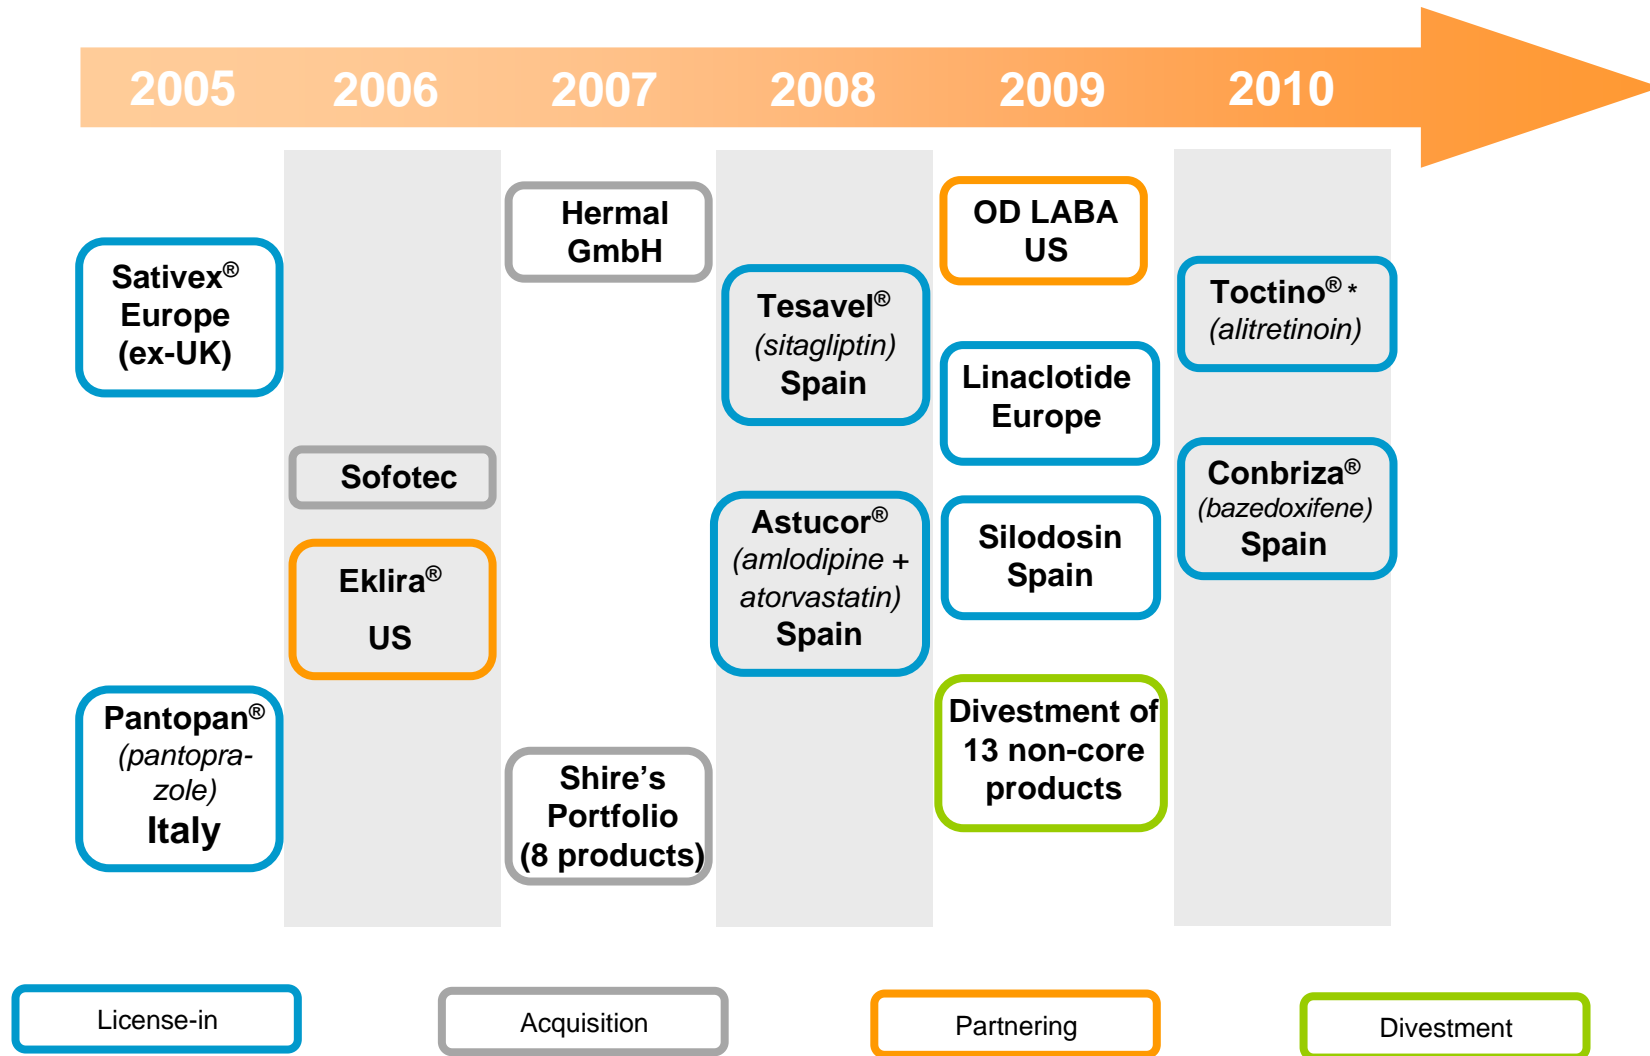 2005 2006 2007 2008 2009 2010
Sativex®
Europe
(ex-UK)
Pantopan®
(pantopra-
zole)
Italy
Sofotec
Eklira®
US
Hermal
GmbH
Shire’s
Portfolio
(8 products)
Tesavel®
(sitagliptin)
Spain
Astucor®
(amlodipine +
atorvastatin)
Spain
OD LABA
US
Linaclotide
Europe
Silodosin
Spain
Divestment of
13 non-core
products
Toctino® *
(alitretinoin)
Conbriza®
(bazedoxifene)
Spain
License-in
Acquisition
Partnering
Divestment